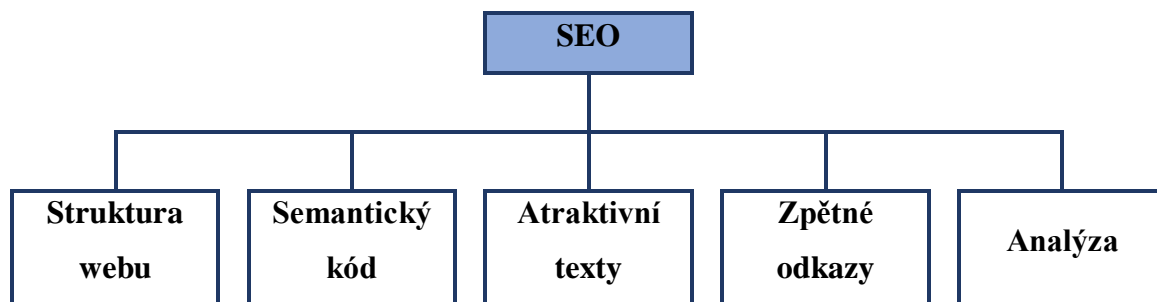 SEO
Struktura
webu
Semantický
kód
Atraktivní
texty
Zpětné
odkazy
Analýza